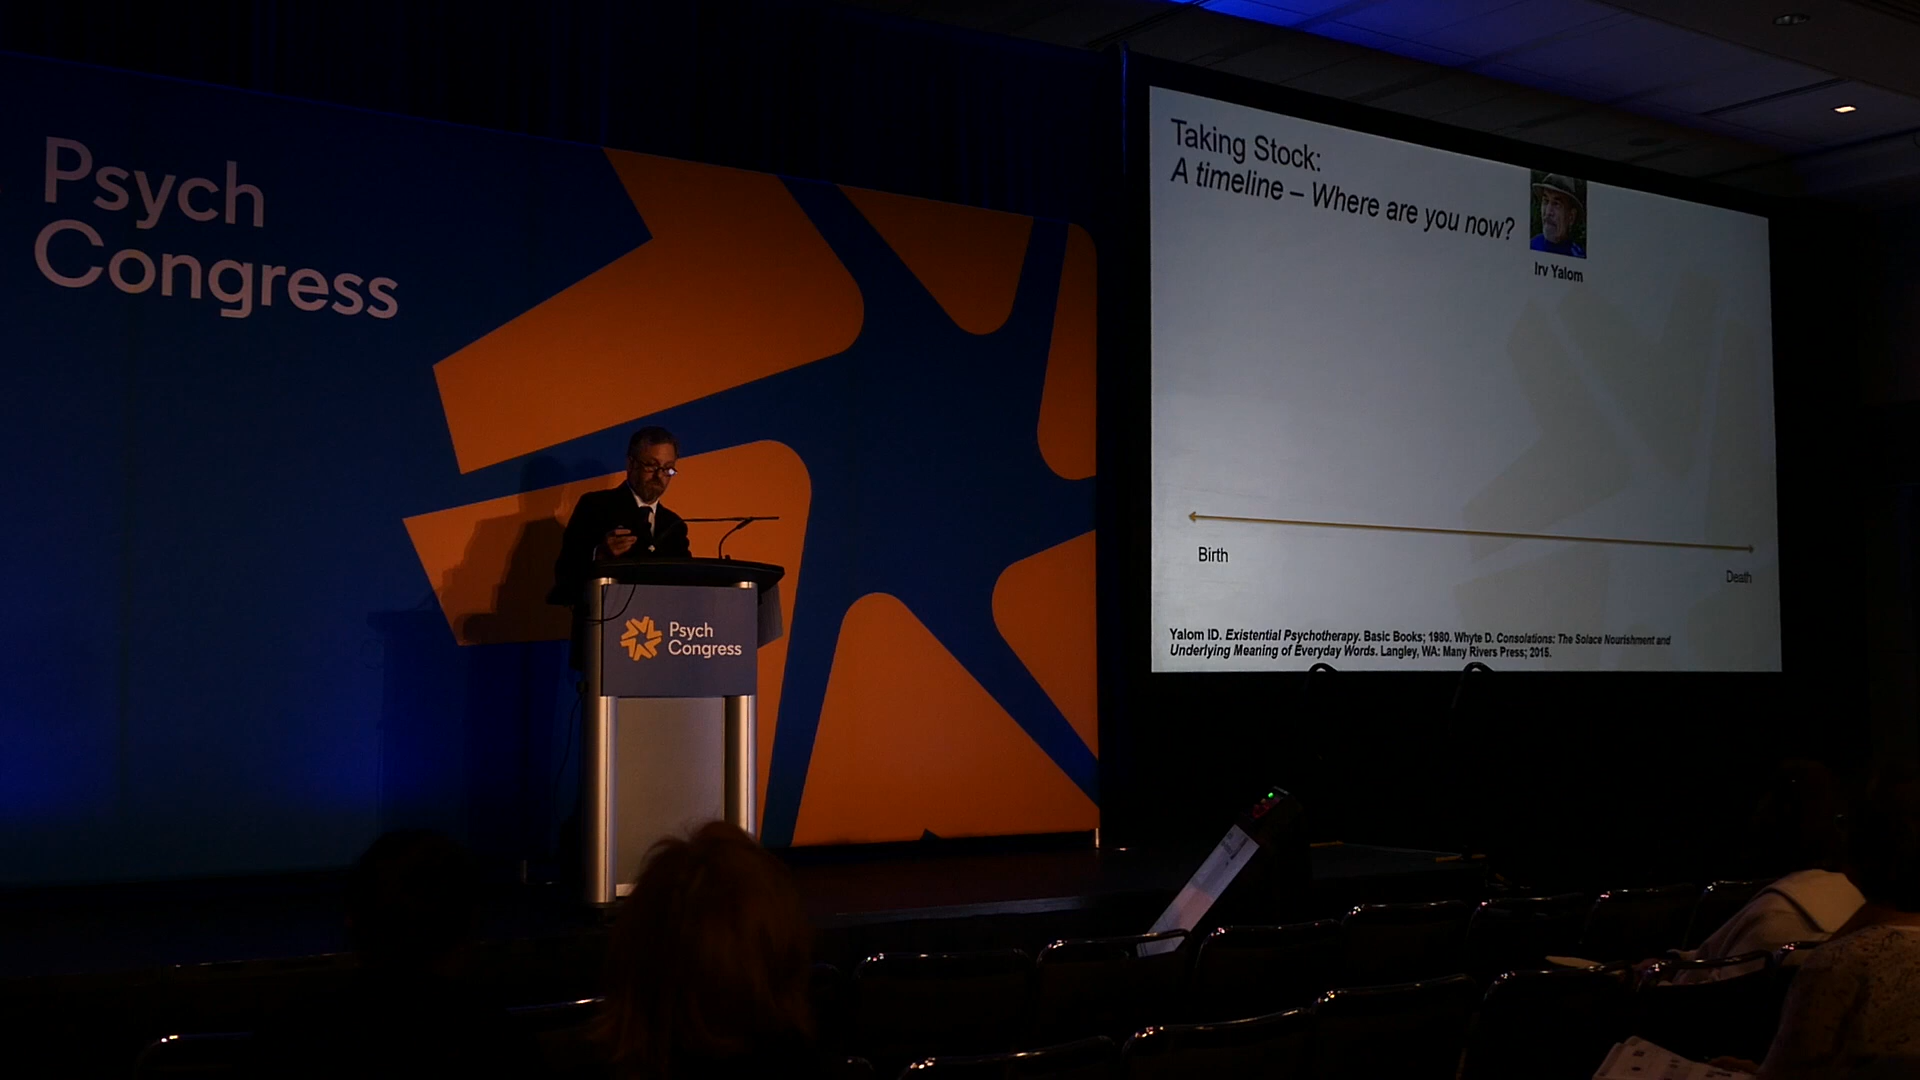 Psych
Congress
Taking Stock:
A timeline – Where are you now?
Irv Yalom
Birth
Death
Yalom ID. Existential Psychotherapy. Basic Books; 1980. Whyte D. Consolations: The Solace Nourishment and
Underlying Meaning of Everyday Words. Langley, WA: Many Rivers Press; 2015.
Psych
Congress